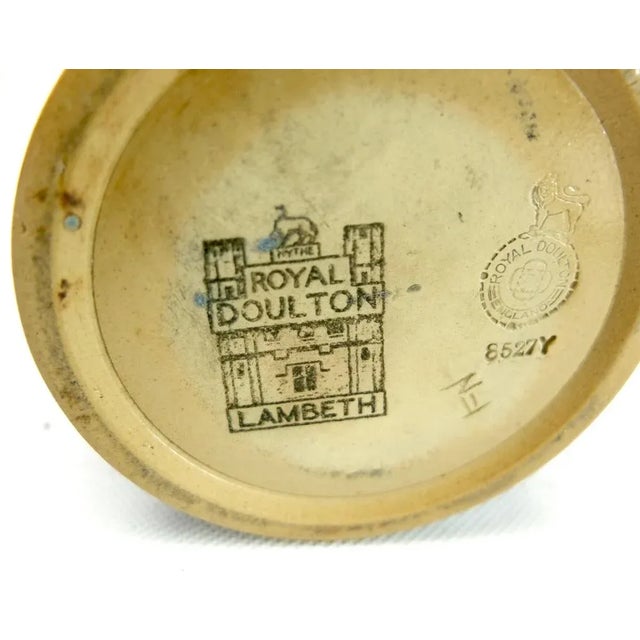 HYTHE
ROYAL
DOULTON
LAMBETH
ROYAL DOULTON
ENGLAND
8527Y